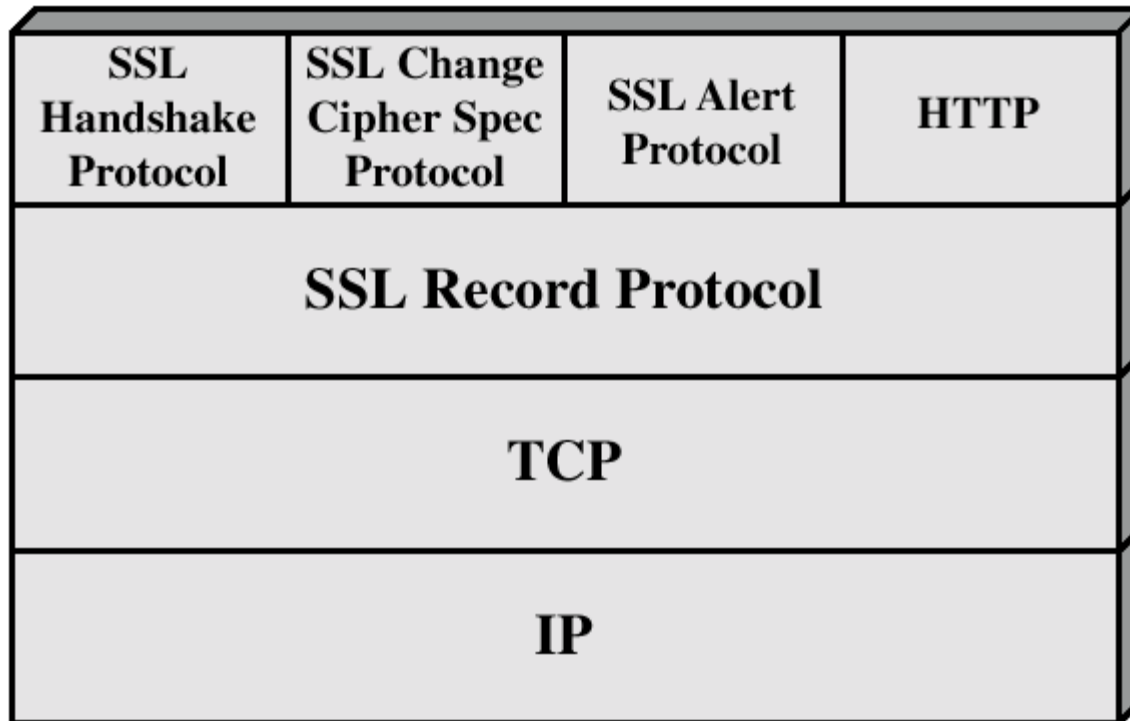 SSL
Handshake
Protocol
SSL Change
Cipher Spec
Protocol
SSL Alert
Protocol
HTTP
SSL Record Protocol
TCP
IP